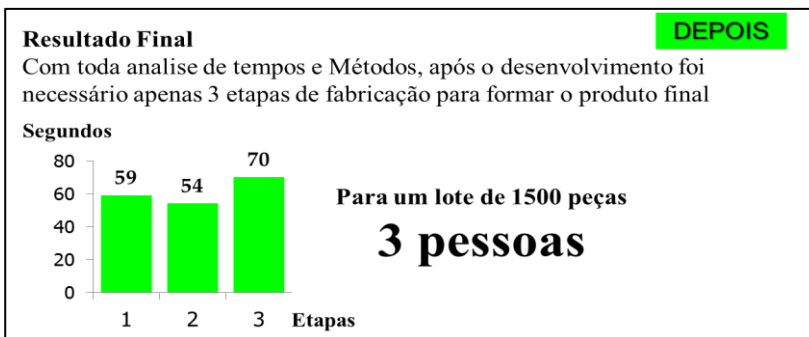 DEPOIS
Resultado Final
Com toda analise de tempos e Métodos, após o desenvolvimento foi
necessário apenas 3 etapas de fabricação para formar o produto final
Segundos
80
60
40
20
0
59
54
70
1 2 3 Etapas
Para um lote de 1500 peças
3 pessoas